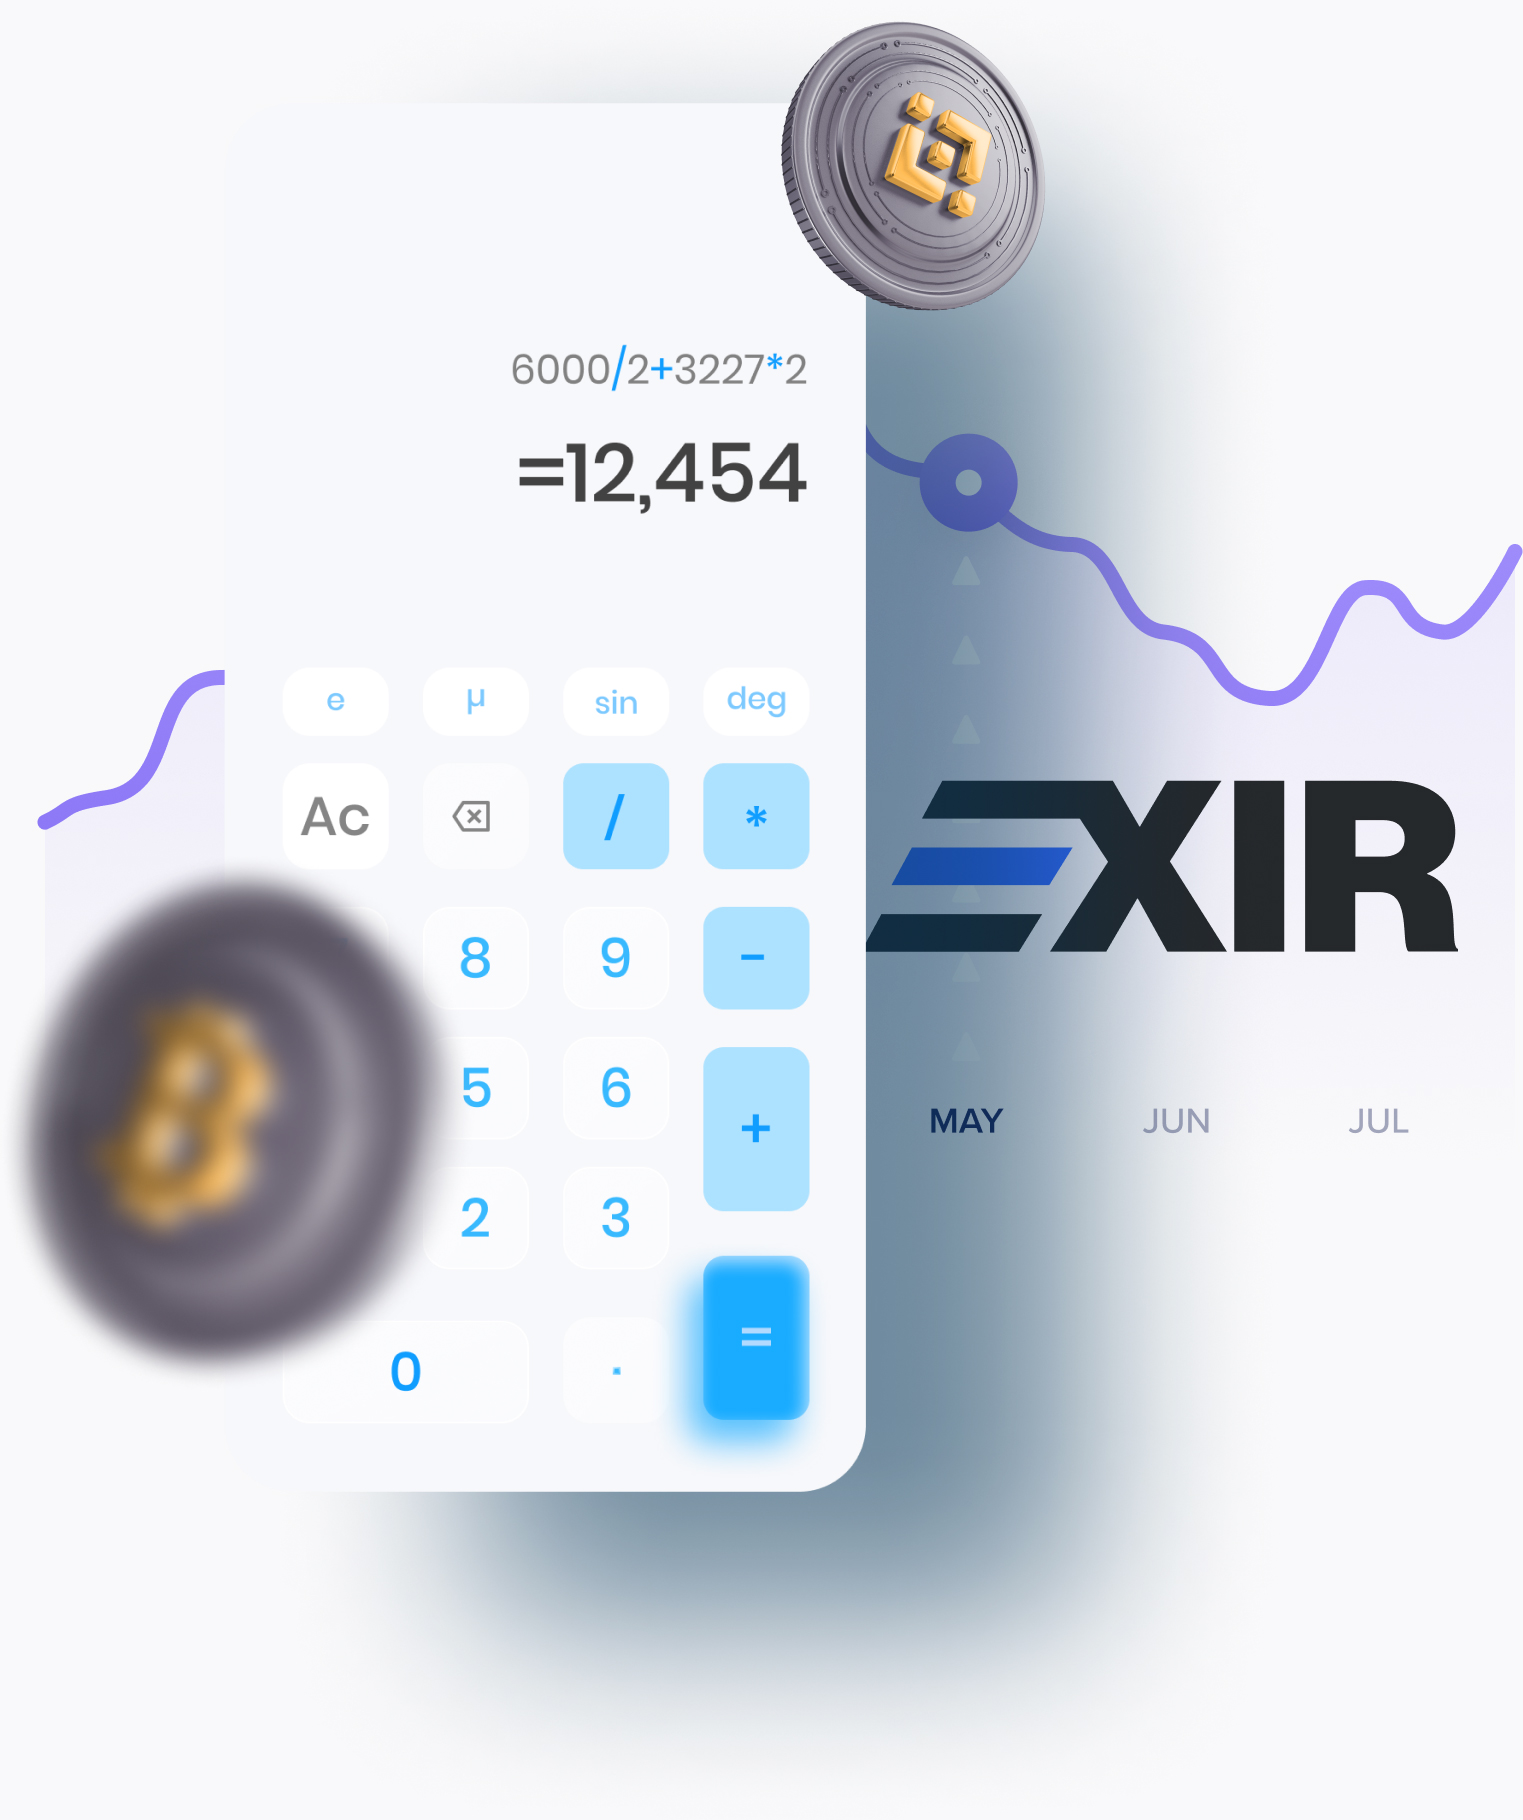 6000/2+3227*2
=12,454
e μ sin deg
Ac / *
8 9 -
5 6 +
2 3
0 . =
EXIR
MAY JUN JUL